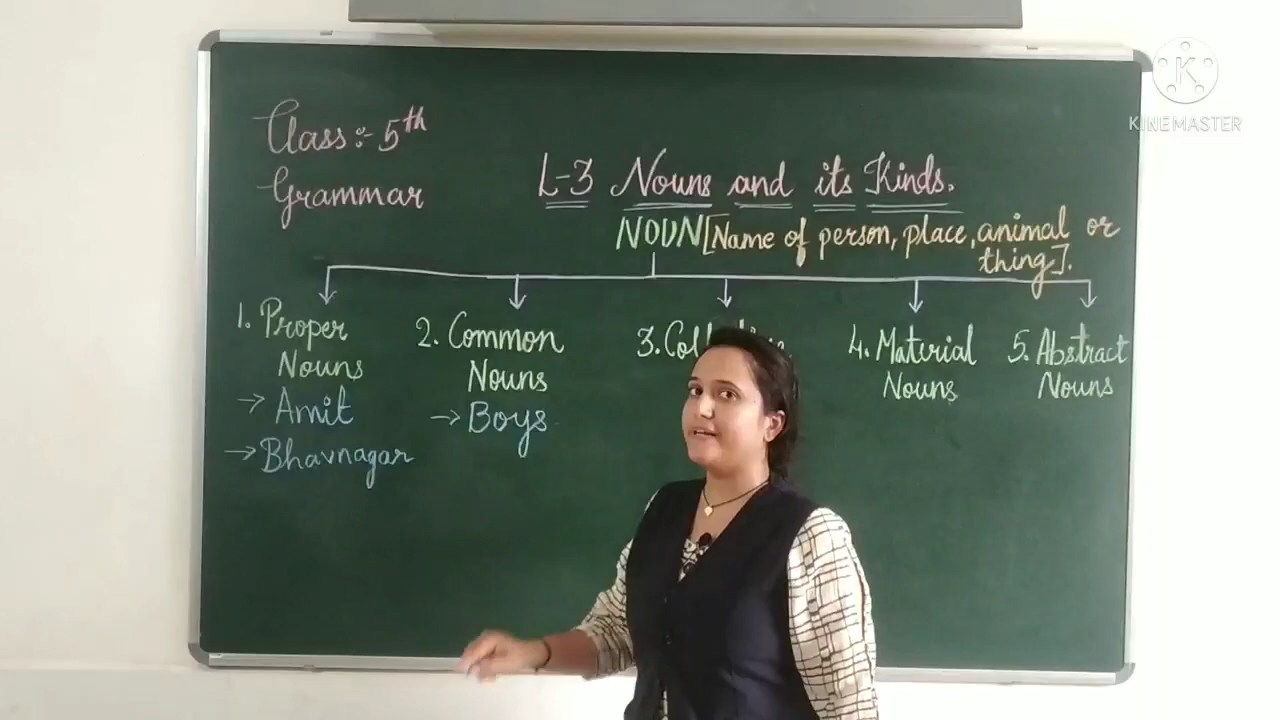 Class:- 5th
Grammar
L-3 Nouns and its Kinds.
NOUN [Name of person, place, animal or
thing].
1. Proper
Nouns
→ Amit
→ Bhavnagar
2. Common
Nouns
→ Boys
3.
4. Material
Nouns
5. Abstract
Nouns
KINEMASTER